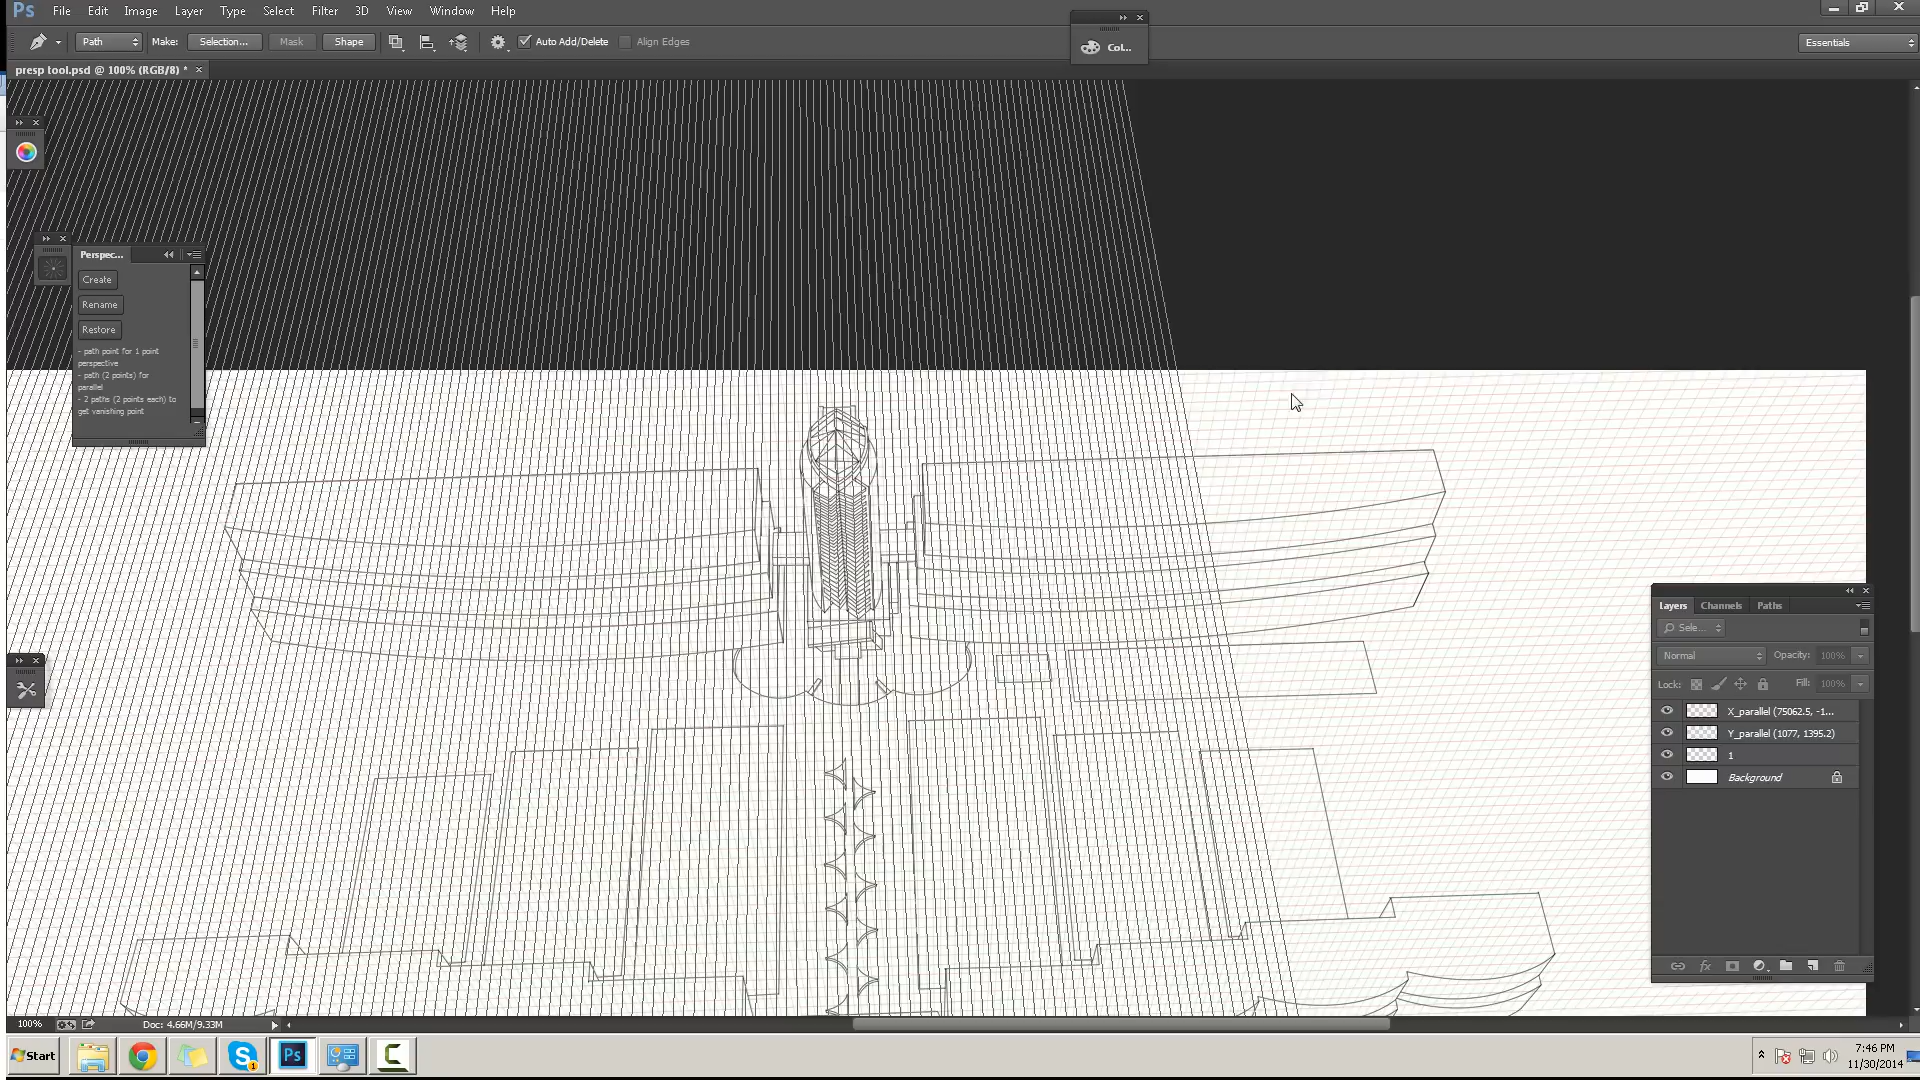 Ps File Edit Image Layer Type Select Filter 3D View Window Help
Path Make: Selection... Mask Shape Auto Add/Delete Align Edges Essentials
Col...
presp tool.psd @ 100% (RGB/8) * ×
Perspec...
Create
Rename
Restore
- path point for 1 point
perspective
- path (2 points) for
parallel
- 2 paths (2 points each) to
get vanishing point
Layers Channels Paths
Sele...
Normal Opacity: 100%
Lock: Fill: 100%
X_parallel (75062.5, -1...
Y_parallel (1077, 1395.2)
1
Background
fx
100% Doc: 4.66M/9.33M
Start
1
Ps
7:46 PM
11/30/2014